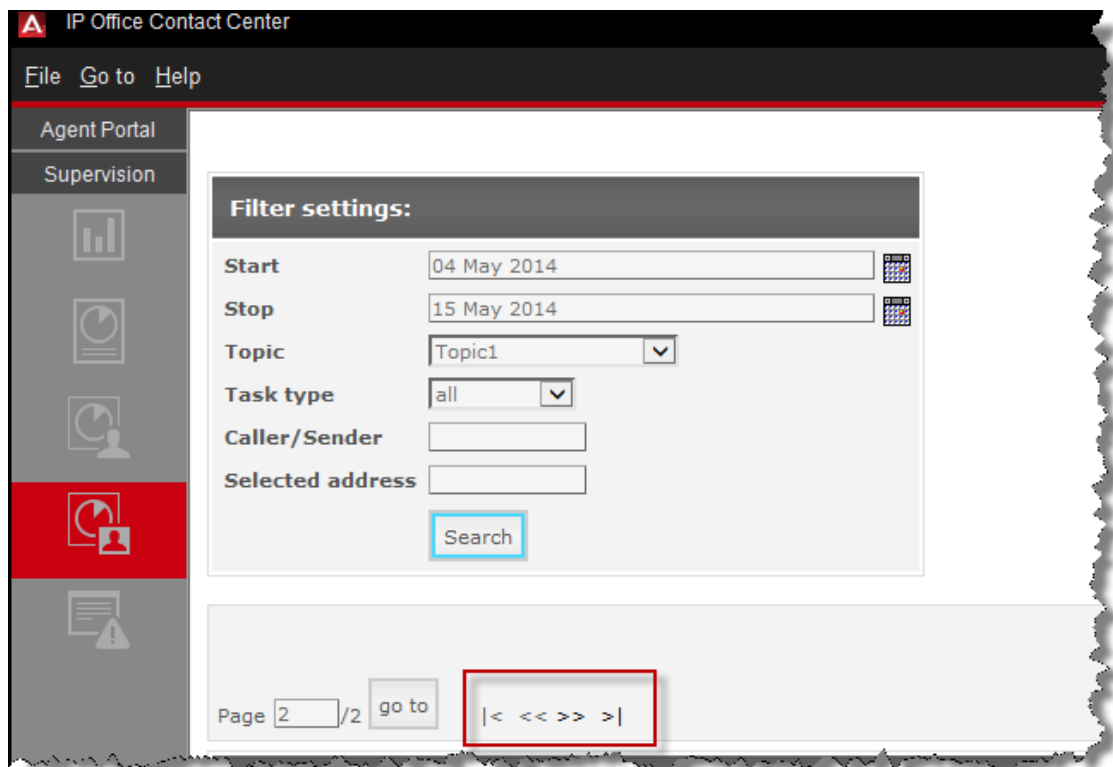 IP Office Contact Center
File Go to Help
Agent Portal
Supervision
Filter settings:
Start 04 May 2014
Stop 15 May 2014
Topic Topic1
Task type all
Caller/Sender
Selected address
Search
Page 2 /2 go to |< << >> >|